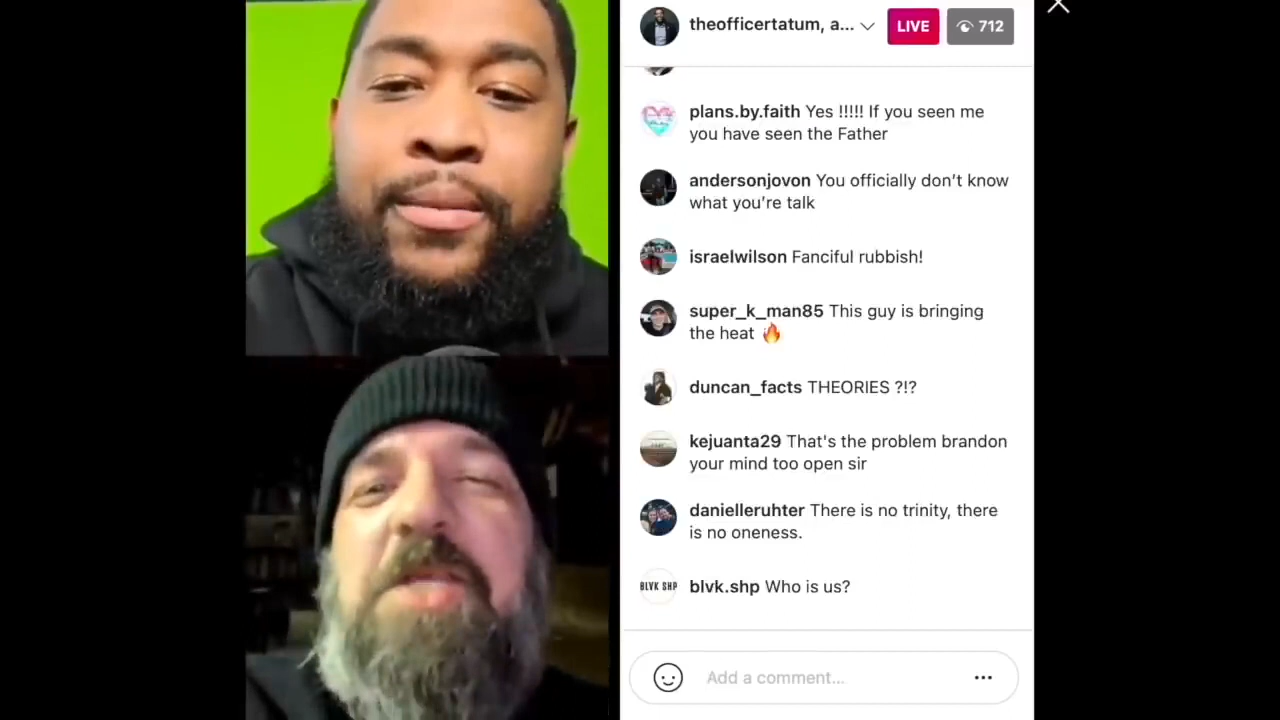 theofficertatum, a...
LIVE
712
plans.by.faith Yes !!!!! If you seen me
you have seen the Father
andersonjovon You officially don’t know
what you’re talk
israelwilson Fanciful rubbish!
super_k_man85 This guy is bringing
the heat 🔥
duncan_facts THEORIES ?!?
kejuanta29 That's the problem brandon
your mind too open sir
danielleruhter There is no trinity, there
is no oneness.
BLVK SHP
blvk.shp Who is us?
Add a comment...